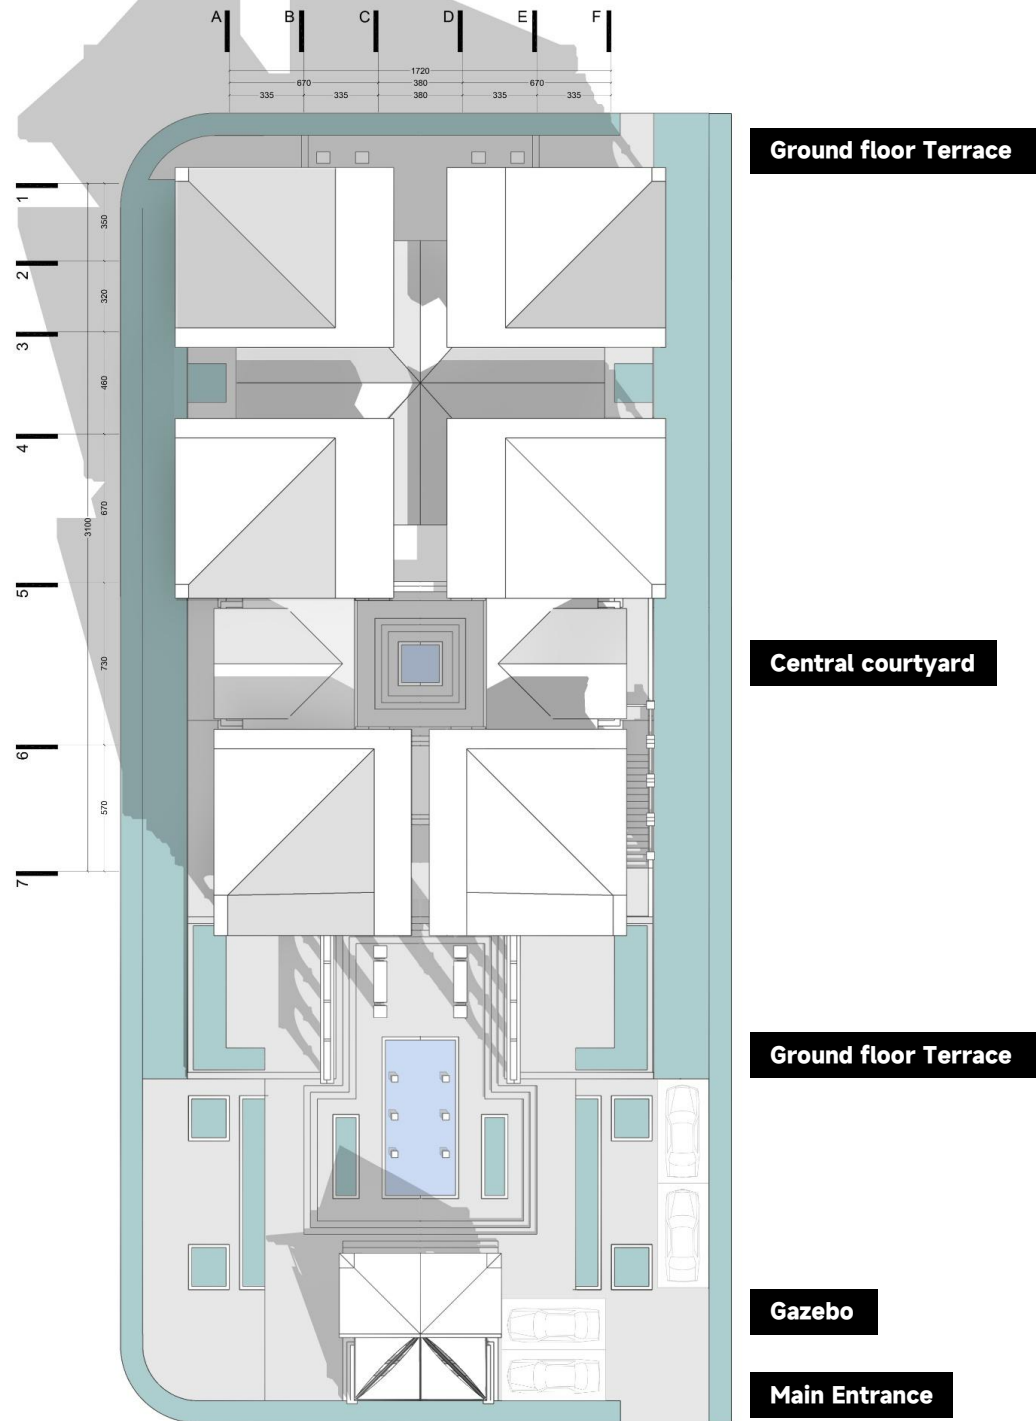 A B C D E F
1720
670 380 670
335 335 380 335 335
Ground floor Terrace
1
350
2
320
3
460
4
670
3100
5
Central courtyard
730
6
570
7
Ground floor Terrace
Gazebo
Main Entrance